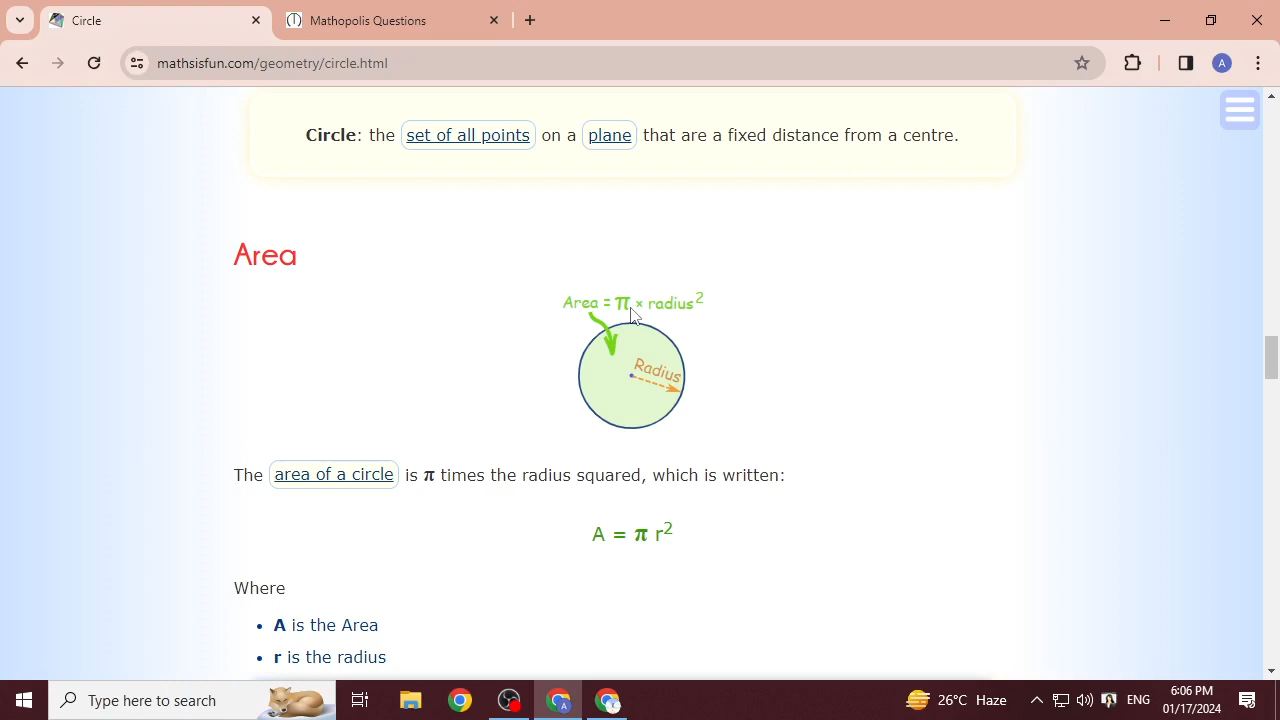 Circle
Mathopolis Questions
mathsisfun.com/geometry/circle.html
A
Circle: the set of all points on a plane that are a fixed distance from a centre.
Area
Area = π × radius²
Radius
The area of a circle is π times the radius squared, which is written:
A = π r²
Where
• A is the Area
• r is the radius
Type here to search
26°C Haze
ENG
6:06 PM
01/17/2024